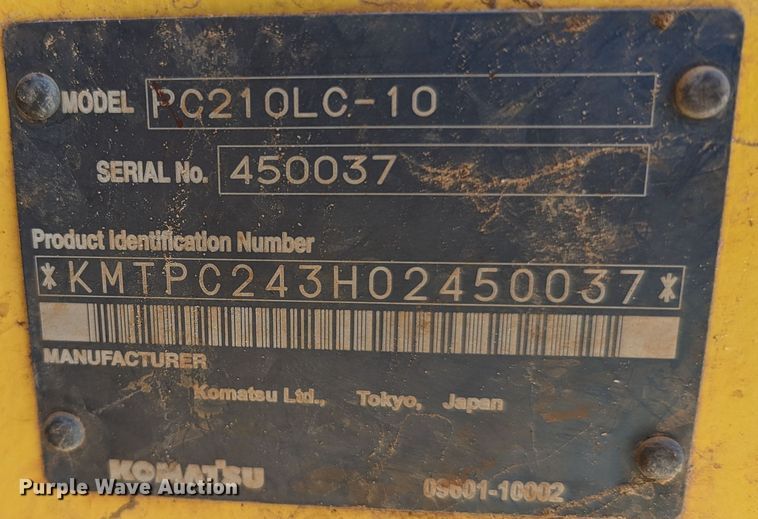 MODEL PC210LC-10
SERIAL No. 450037
Product Identification Number
*KMTPC243H02450037*
MANUFACTURER
Komatsu Ltd., Tokyo, Japan
KOMATSU 09601-10002
Purple Wave Auction